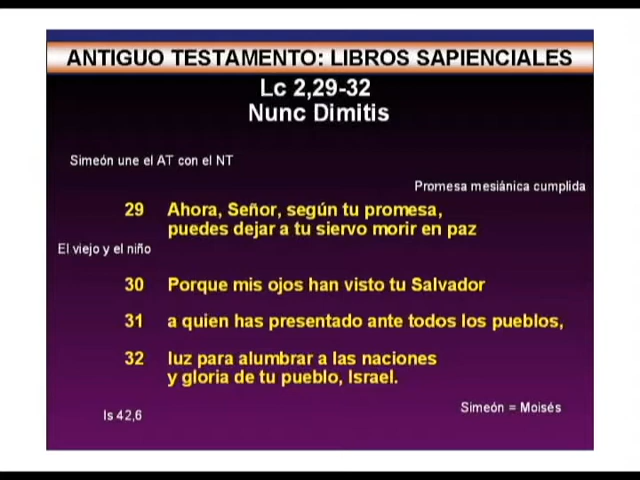 ANTIGUO TESTAMENTO: LIBROS SAPIENCIALES
Lc 2,29-32
Nunc Dimitis
Simeón une el AT con el NT
Promesa mesiánica cumplida
29 Ahora, Señor, según tu promesa,
puedes dejar a tu siervo morir en paz
El viejo y el niño
30 Porque mis ojos han visto tu Salvador
31 a quien has presentado ante todos los pueblos,
32 luz para alumbrar a las naciones
y gloria de tu pueblo, Israel.
Simeón = Moisés
Is 42,6